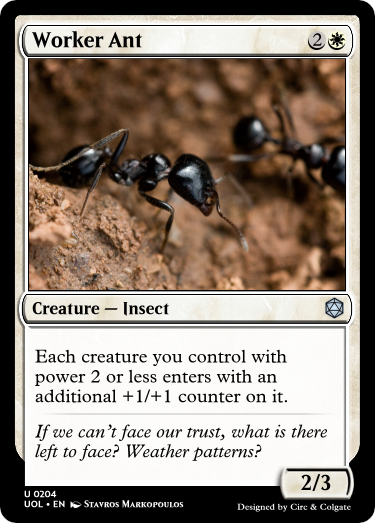 Worker Ant
2
Creature — Insect
Each creature you control with
power 2 or less enters with an
additional +1/+1 counter on it.
If we can't face our trust, what is there
left to face? Weather patterns?
2/3
U 0204
UOL • EN Stavros Markopoulos
Designed by Circ & Colgate